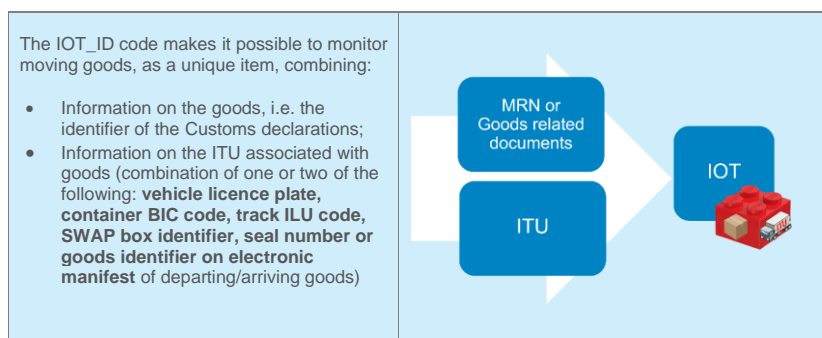 The IOT_ID code makes it possible to monitor
moving goods, as a unique item, combining:
• Information on the goods, i.e. the
identifier of the Customs declarations;
• Information on the ITU associated with
goods (combination of one or two of the
following: vehicle licence plate,
container BIC code, track ILU code,
SWAP box identifier, seal number or
goods identifier on electronic
manifest of departing/arriving goods)
MRN or
Goods related
documents
ITU
IOT